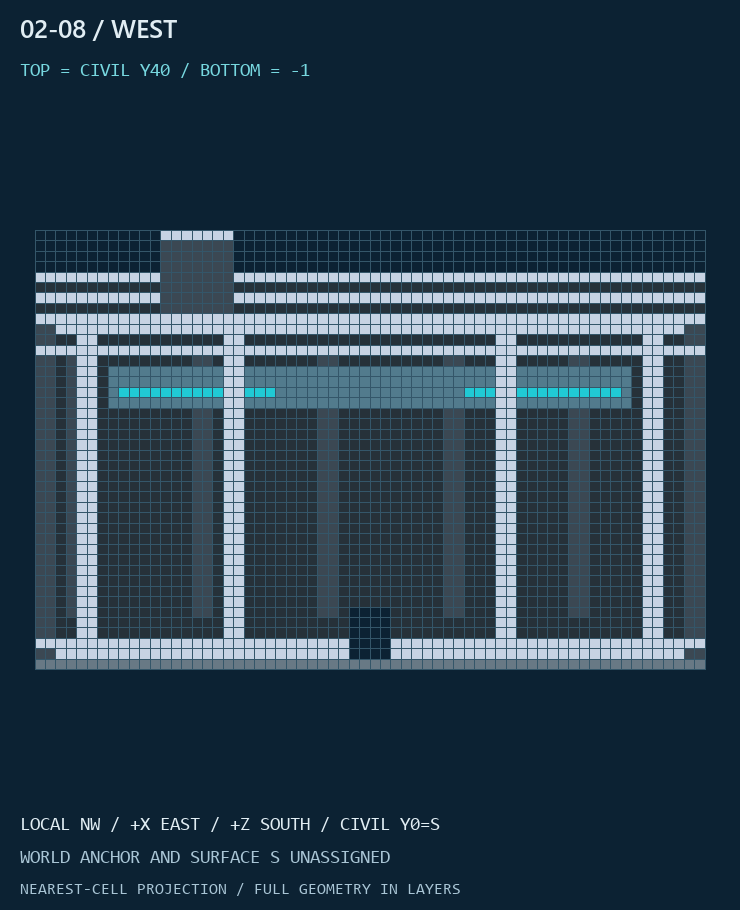 02-08 / WEST
TOP = CIVIL Y40 / BOTTOM = -1
LOCAL NW / +X EAST / +Z SOUTH / CIVIL Y0=S
WORLD ANCHOR AND SURFACE S UNASSIGNED
NEAREST-CELL PROJECTION / FULL GEOMETRY IN LAYERS